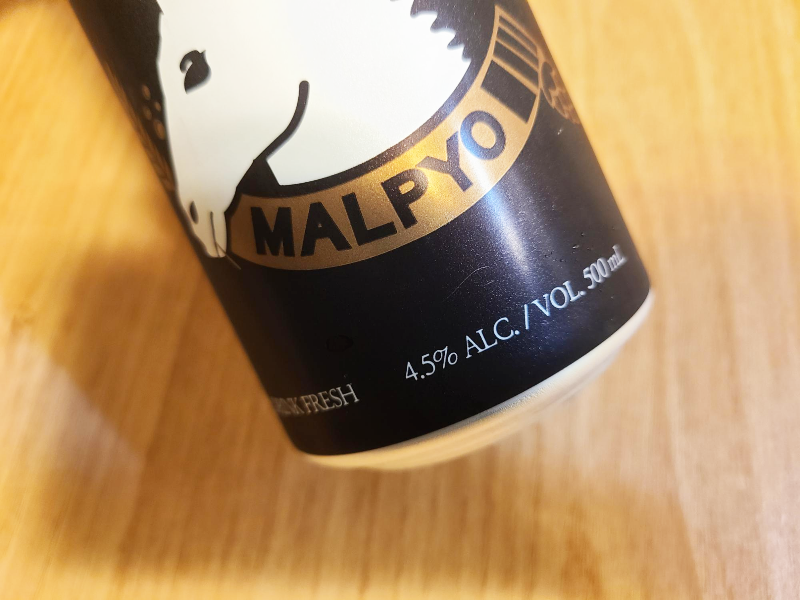 MALPYO
4.5% ALC. / VOL. 500 mL
FRESH